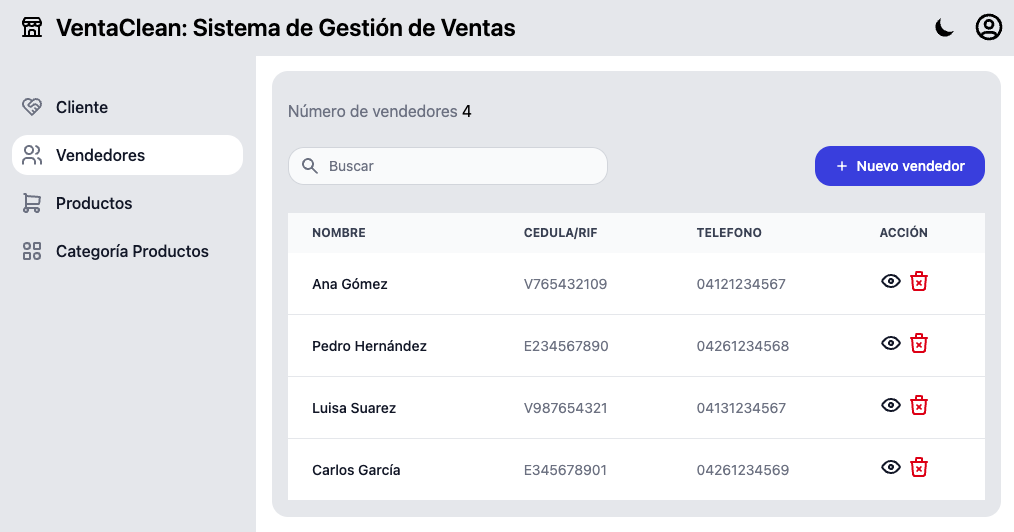 VentaClean: Sistema de Gestión de Ventas
Cliente
Vendedores
Productos
Categoría Productos
Número de vendedores 4
Buscar
+ Nuevo vendedor
NOMBRE CEDULA/RIF TELEFONO ACCIÓN
Ana Gómez V765432109 04121234567
Pedro Hernández E234567890 04261234568
Luisa Suarez V987654321 04131234567
Carlos García E345678901 04261234569